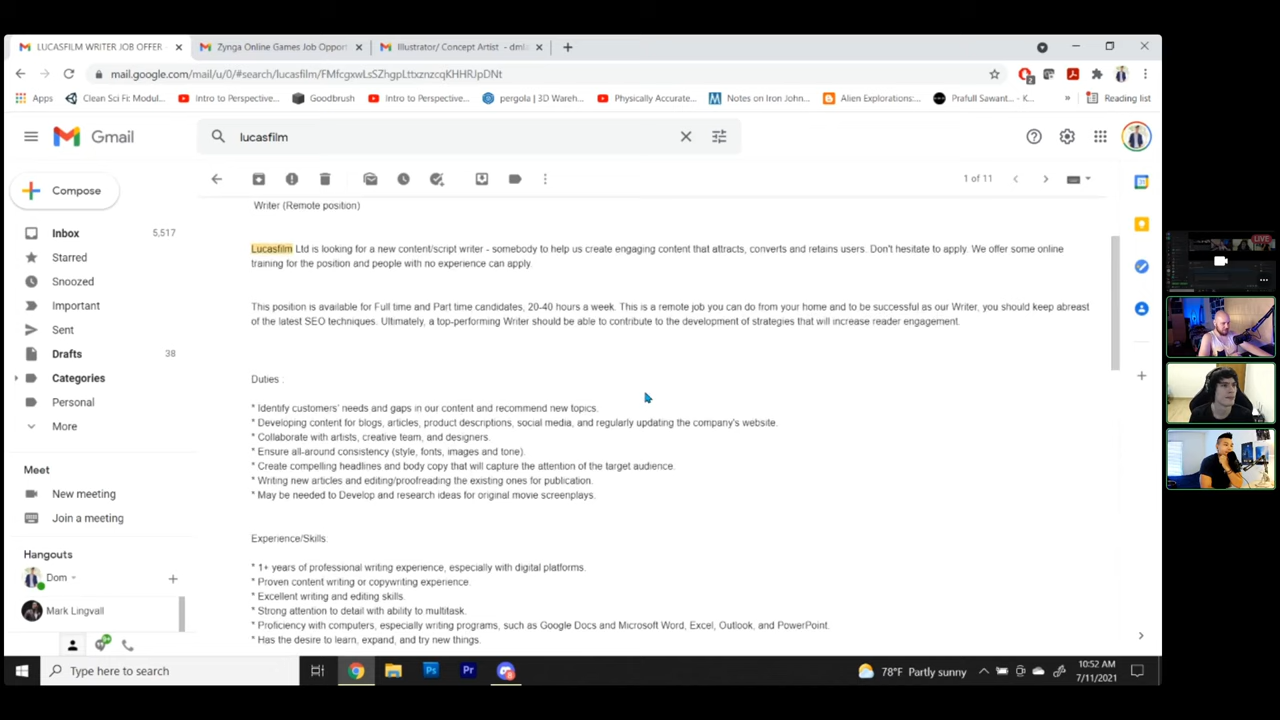 LUCASFILM WRITER JOB OFFER -
Zynga Online Games Job Opport
Illustrator/ Concept Artist - dmla
mail.google.com/mail/u/0/#search/lucasfilm/FMfcgxwLsSZhgpLttxznzcqKHHRJpDNt
Apps
Clean Sci Fi: Modul...
Intro to Perspective...
Goodbrush
Intro to Perspective...
pergola | 3D Wareh...
Physically Accurate...
Notes on Iron John...
Alien Explorations:...
Prafull Sawant... - K...
»
Reading list
Gmail
lucasfilm
Compose
1 of 11
Inbox 5,517
Starred
Snoozed
Important
Sent
Drafts 38
Categories
Personal
More
Meet
New meeting
Join a meeting
Hangouts
Dom
Mark Lingvall
Writer (Remote position)
Lucasfilm Ltd is looking for a new content/script writer - somebody to help us create engaging content that attracts, converts and retains users. Don't hesitate to apply. We offer some online
training for the position and people with no experience can apply.
This position is available for Full time and Part time candidates, 20-40 hours a week. This is a remote job you can do from your home and to be successful as our Writer, you should keep abreast
of the latest SEO techniques. Ultimately, a top-performing Writer should be able to contribute to the development of strategies that will increase reader engagement.
Duties :
* Identify customers' needs and gaps in our content and recommend new topics.
* Developing content for blogs, articles, product descriptions, social media, and regularly updating the company's website.
* Collaborate with artists, creative team, and designers.
* Ensure all-around consistency (style, fonts, images and tone).
* Create compelling headlines and body copy that will capture the attention of the target audience.
* Writing new articles and editing/proofreading the existing ones for publication.
* May be needed to Develop and research ideas for original movie screenplays.
Experience/Skills.
* 1+ years of professional writing experience, especially with digital platforms.
* Proven content writing or copywriting experience.
* Excellent writing and editing skills.
* Strong attention to detail with ability to multitask.
* Proficiency with computers, especially writing programs, such as Google Docs and Microsoft Word, Excel, Outlook, and PowerPoint.
* Has the desire to learn, expand, and try new things.
LIVE
Type here to search
Ps
Pr
78°F Partly sunny
10:52 AM
7/11/2021